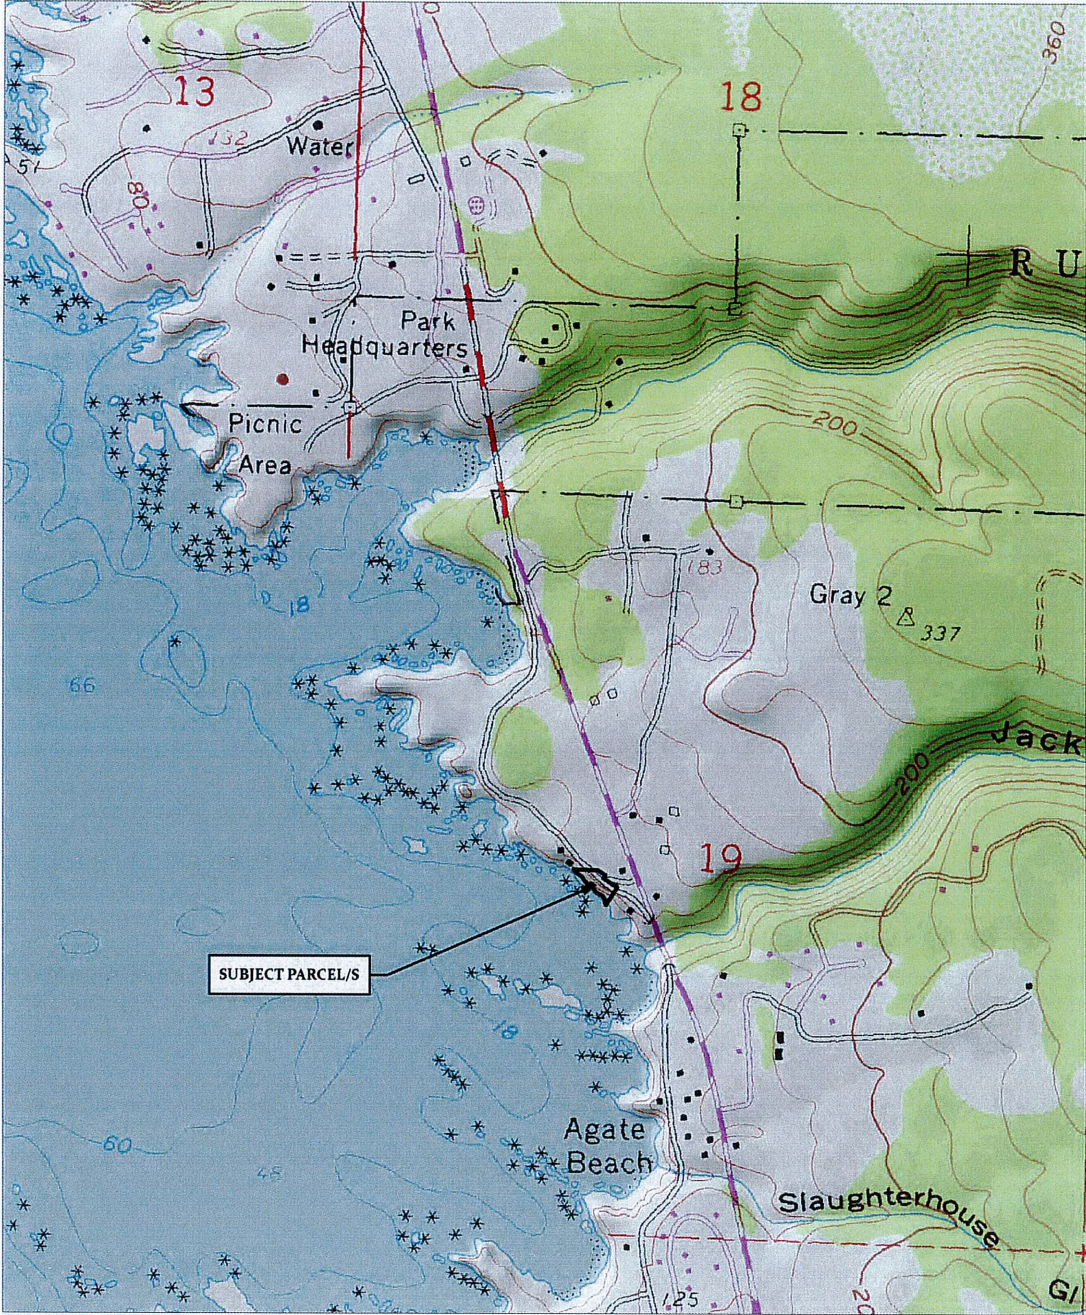 360
13
18
132
Water
51
80
R U
Park
Headquarters
200
Picnic
Area
183
18
Gray 2
337
66
Jack
200
19
SUBJECT PARCEL/S
18
Agate
Beach
60
48
Slaughterhouse
125